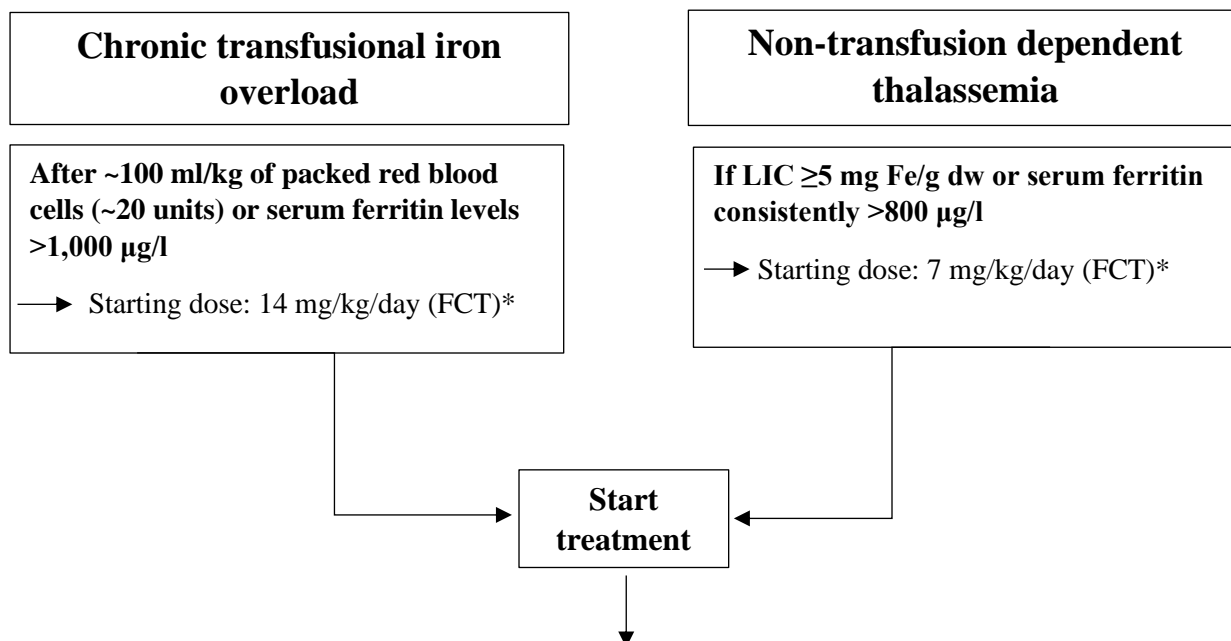 Chronic transfusional iron
overload
After ~100 ml/kg of packed red blood
cells (~20 units) or serum ferritin levels
>1,000 µg/l
Starting dose: 14 mg/kg/day (FCT)*
Non-transfusion dependent
thalassemia
If LIC ≥5 mg Fe/g dw or serum ferritin
consistently >800 µg/l
Starting dose: 7 mg/kg/day (FCT)*
Start
treatment